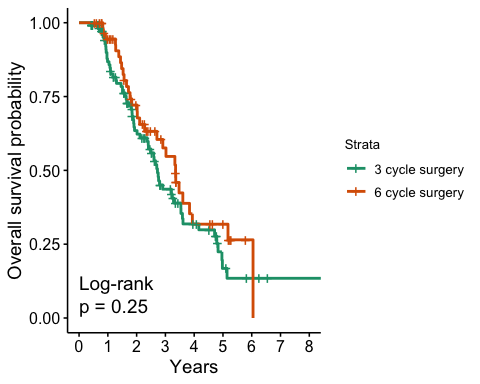 Overall survival probability
1.00
0.75
0.50
0.25
0.00
Log-rank
p = 0.25
0 1 2 3 4 5 6 7 8
Years
Strata
3 cycle surgery
6 cycle surgery